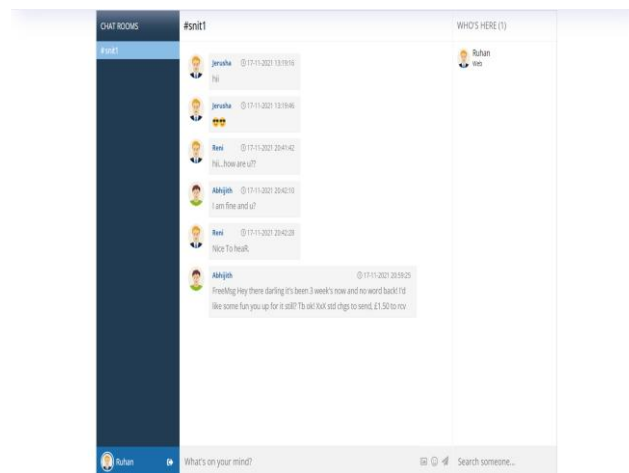 CHAT ROOMS
#snit1
#snit1
Jerusha 17-11-2021 13:19:16
hii
Jerusha 17-11-2021 13:19:46
😎😎
Reni 17-11-2021 20:41:42
hii...how are u??
Abhijith 17-11-2021 20:42:10
I am fine and u?
Reni 17-11-2021 20:42:28
Nice To heaR.
Abhijith 17-11-2021 20:59:25
FreeMsg Hey there darling it's been 3 week's now and no word back! I'd
like some fun you up for it still? Tb ok! XxX std chgs to send, £1.50 to rcv
WHO'S HERE (1)
Ruhan
Web
Ruhan
What's on your mind?
Search someone...